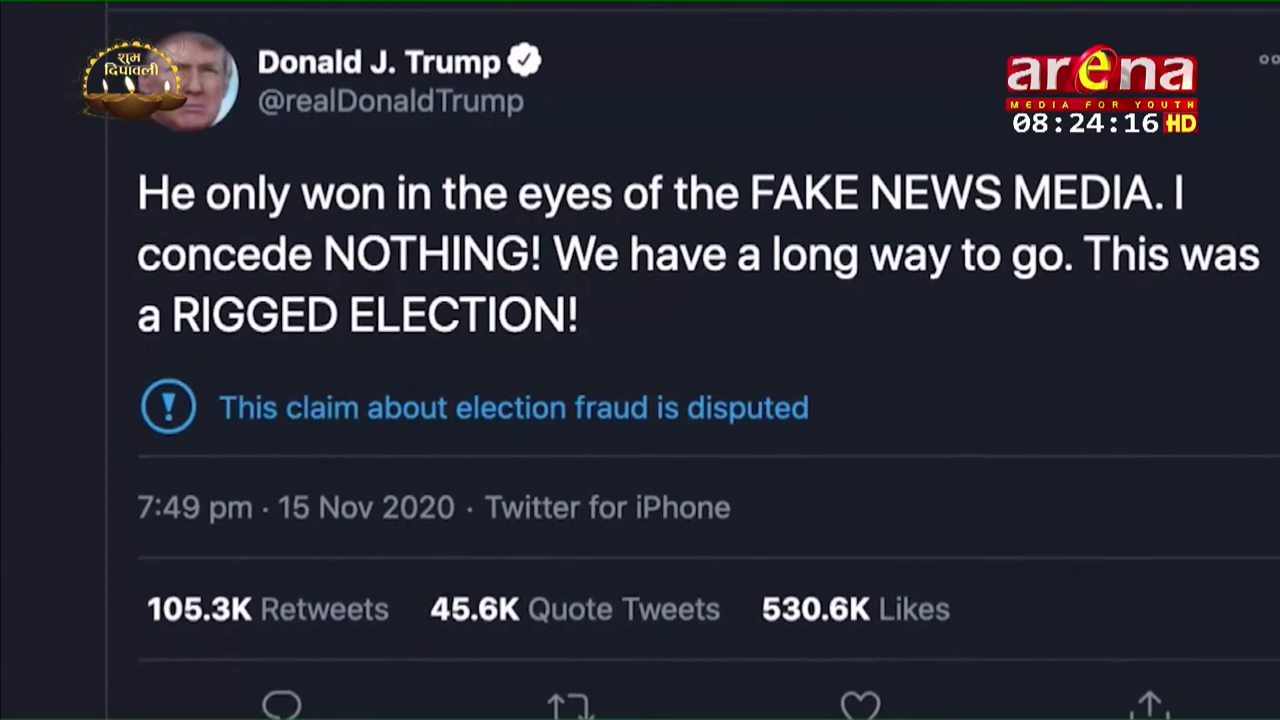 शुभ
दिपावली
Donald J. Trump
@realDonaldTrump
arena
MEDIA FOR YOUTH
08:24:16 HD
He only won in the eyes of the FAKE NEWS MEDIA. I
concede NOTHING! We have a long way to go. This was
a RIGGED ELECTION!
This claim about election fraud is disputed
7:49 pm · 15 Nov 2020 · Twitter for iPhone
105.3K Retweets 45.6K Quote Tweets 530.6K Likes